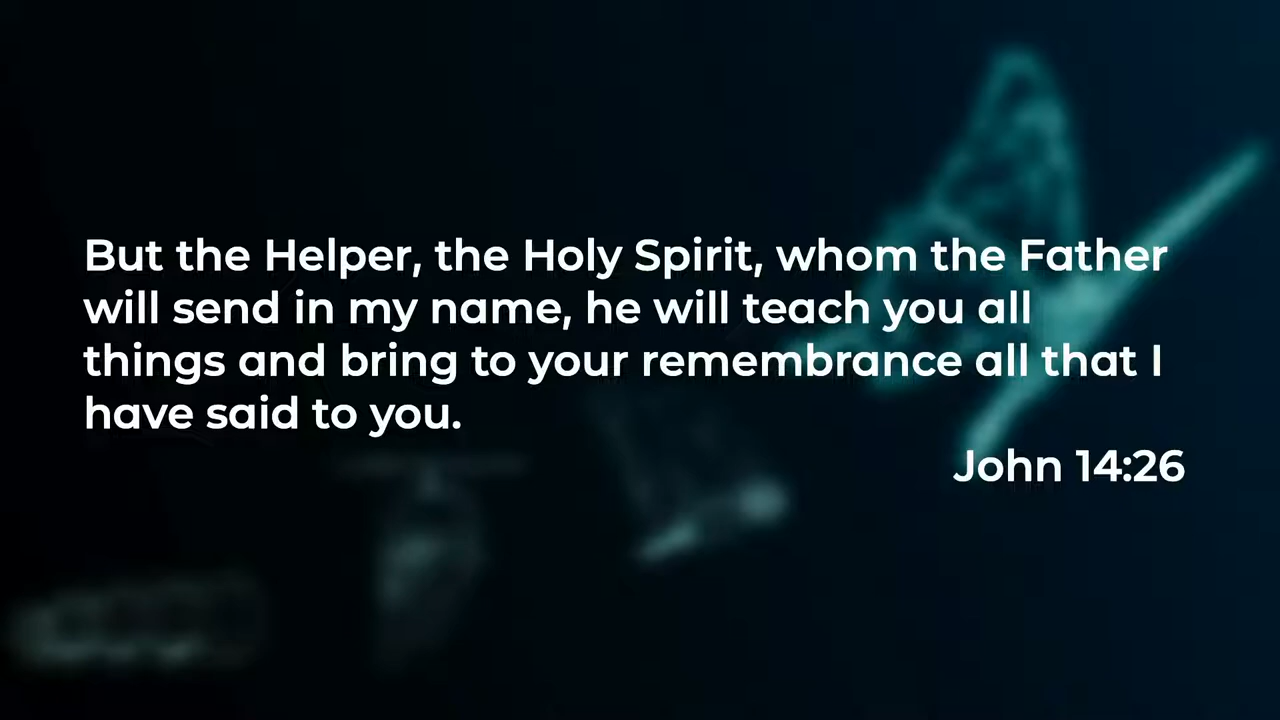 But the Helper, the Holy Spirit, whom the Father
will send in my name, he will teach you all
things and bring to your remembrance all that I
have said to you.
John 14:26